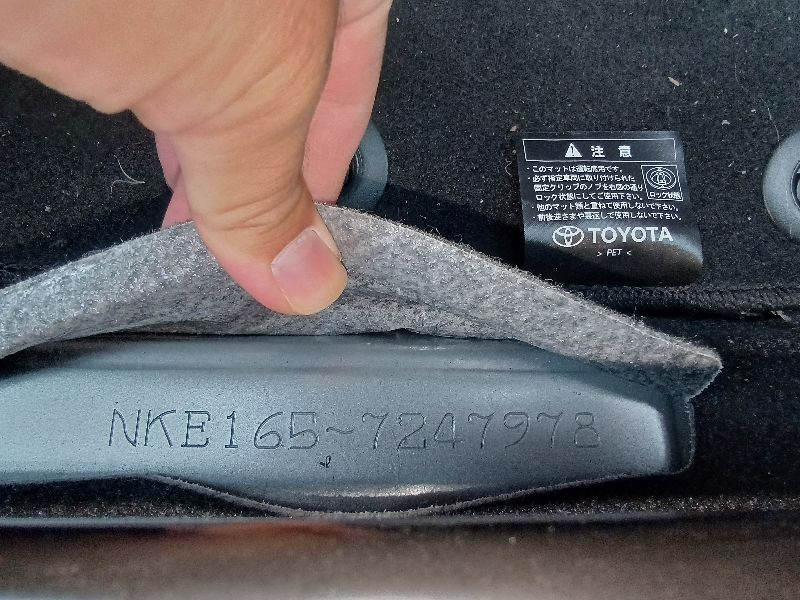 ⚠ 注意
・このマットは運転席用です。
必ず指定車両に取り付けられた
固定クリップのノブを右図の通り
ロック状態にしてご使用下さい。
ロック状態
・他のマット類と重ねて使用しないで下さい。
・前後逆さまや裏返しで使用しないで下さい。
TOYOTA
> PET <
NKE165-7247978